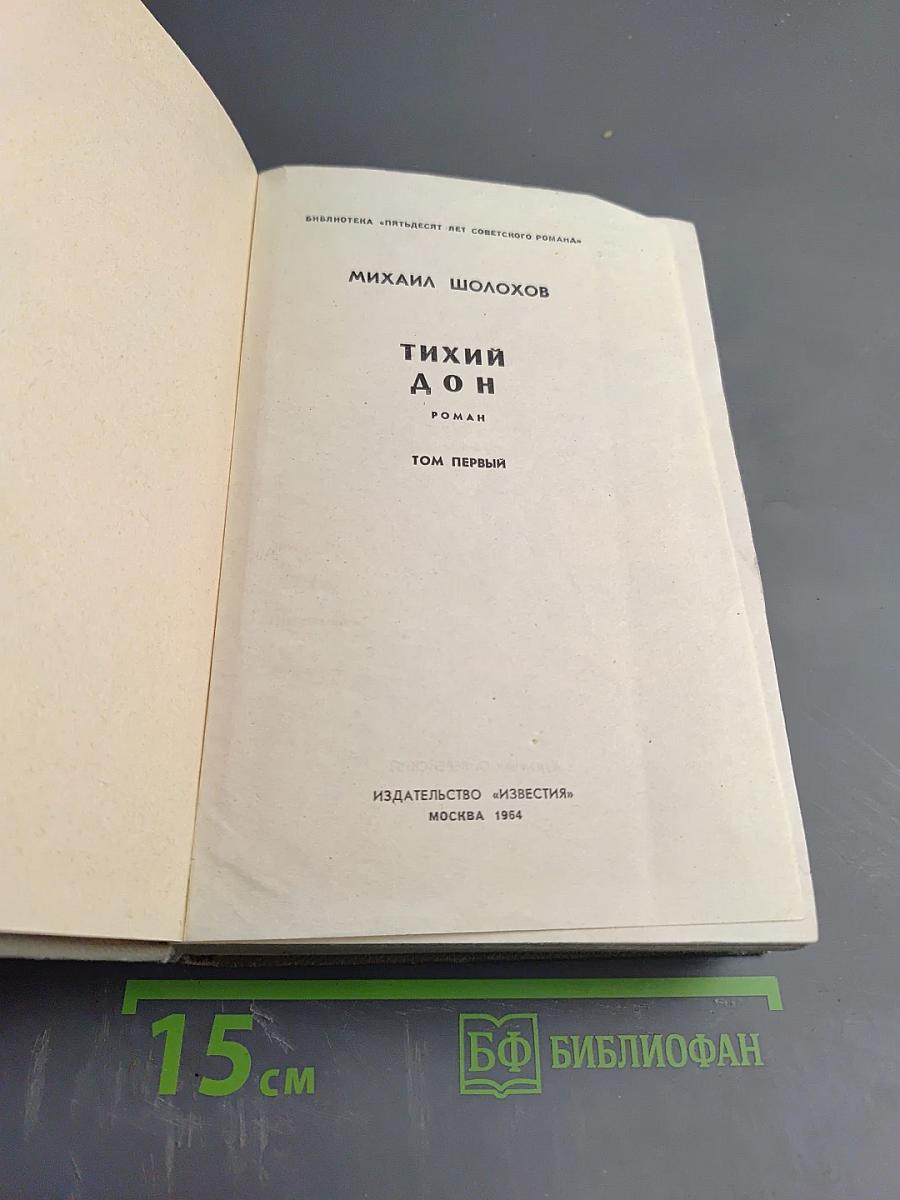 БИБЛИОТЕКА «ПЯТЬДЕСЯТ ЛЕТ СОВЕТСКОГО РОМАНА»
МИХАИЛ ШОЛОХОВ
ТИХИЙ
ДОН
РОМАН
ТОМ ПЕРВЫЙ
ИЗДАТЕЛЬСТВО «ИЗВЕСТИЯ»
МОСКВА 1964
15 см
БФ БИБЛИОФАН